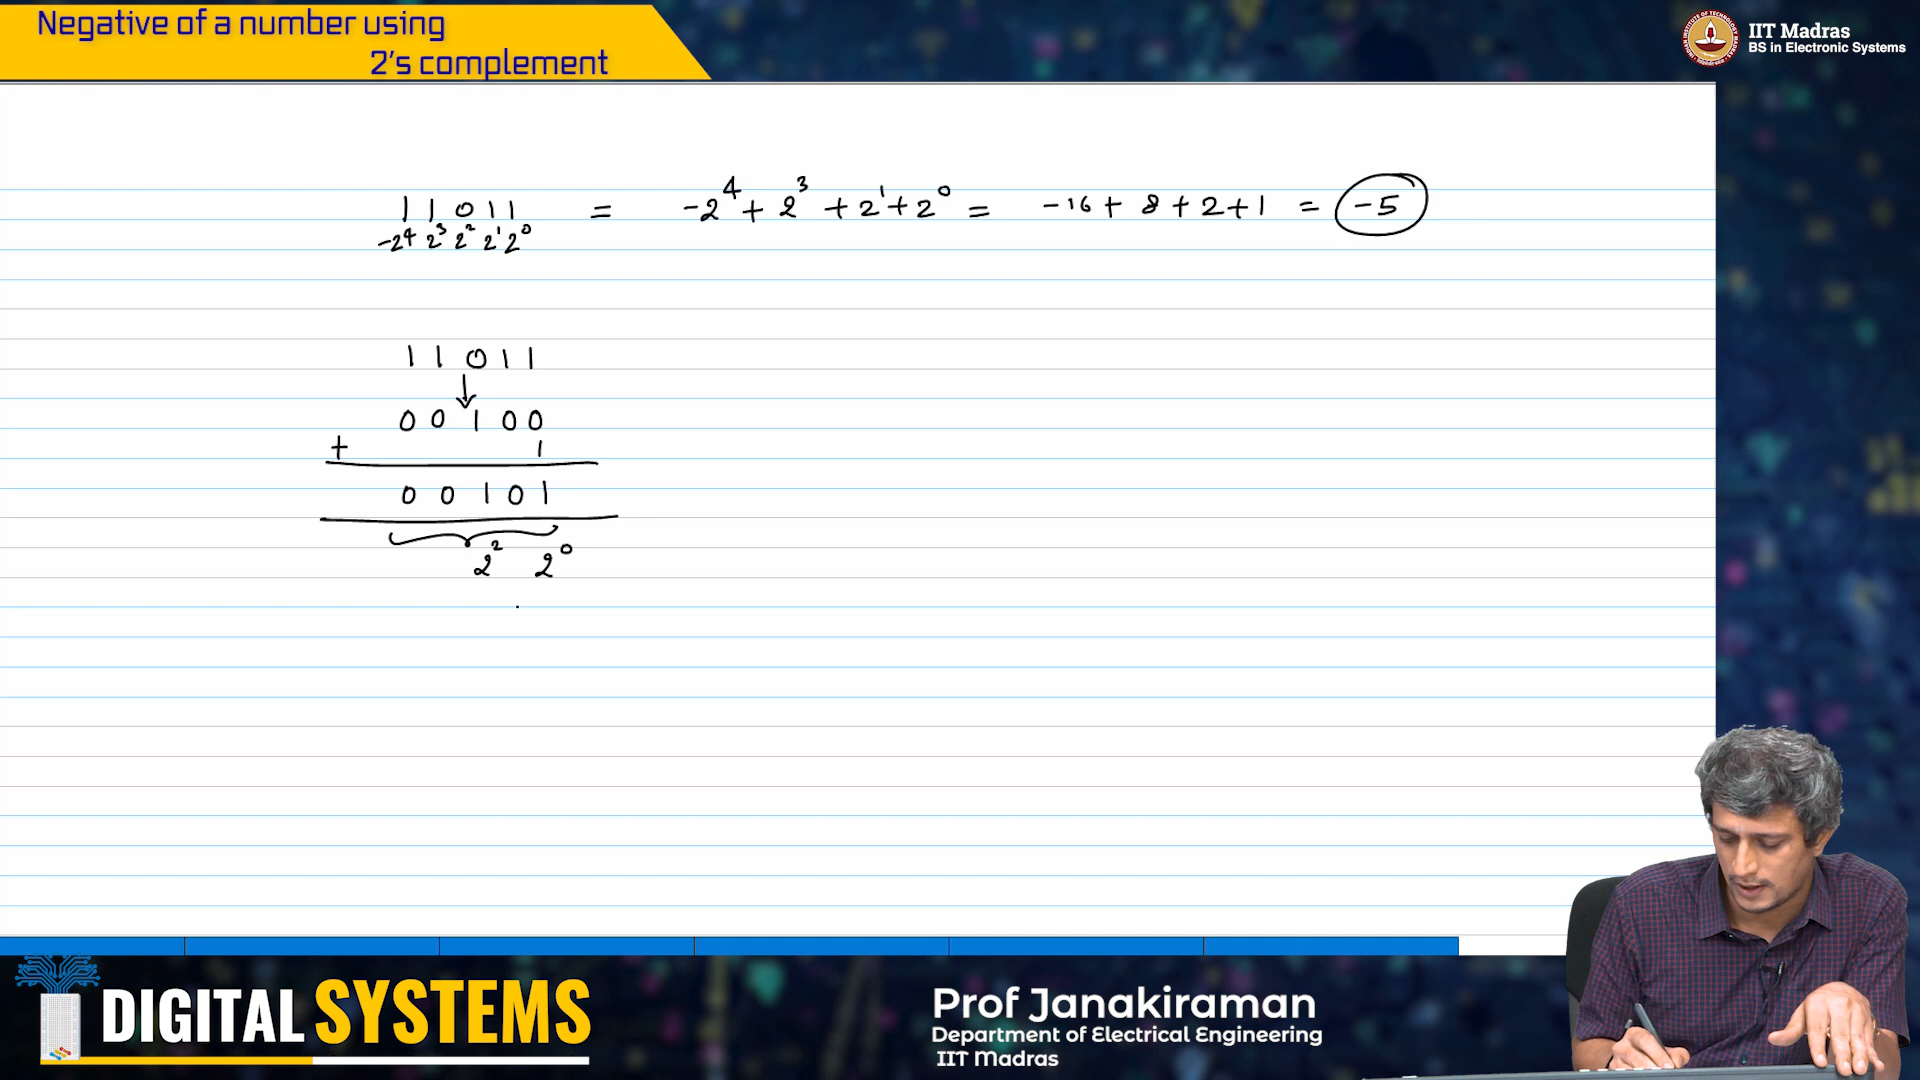 Negative of a number using
2's complement
IIT Madras
BS in Electronic Systems
1 1 0 1 1 = -2⁴ + 2³ + 2¹ + 2⁰ = -16 + 8 + 2 + 1 = -5
-2⁴ 2³ 2² 2¹ 2⁰
1 1 0 1 1
↓
0 0 1 0 0
+ 1
0 0 1 0 1
2² 2⁰
DIGITAL SYSTEMS
Prof Janakiraman
Department of Electrical Engineering
IIT Madras